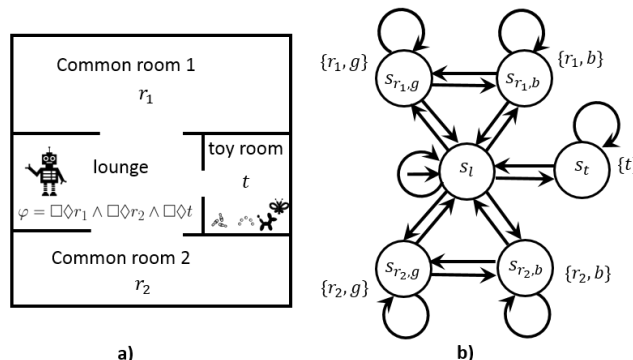 Common room 1
r₁
lounge
toy room
t
φ = □◊r₁ ∧ □◊r₂ ∧ □◊t
Common room 2
r₂
a)
{r₁, g}
s_{r₁,g}
s_{r₁,b}
{r₁, b}
s_l
s_t
{t}
{r₂, g}
s_{r₂,g}
s_{r₂,b}
{r₂, b}
b)